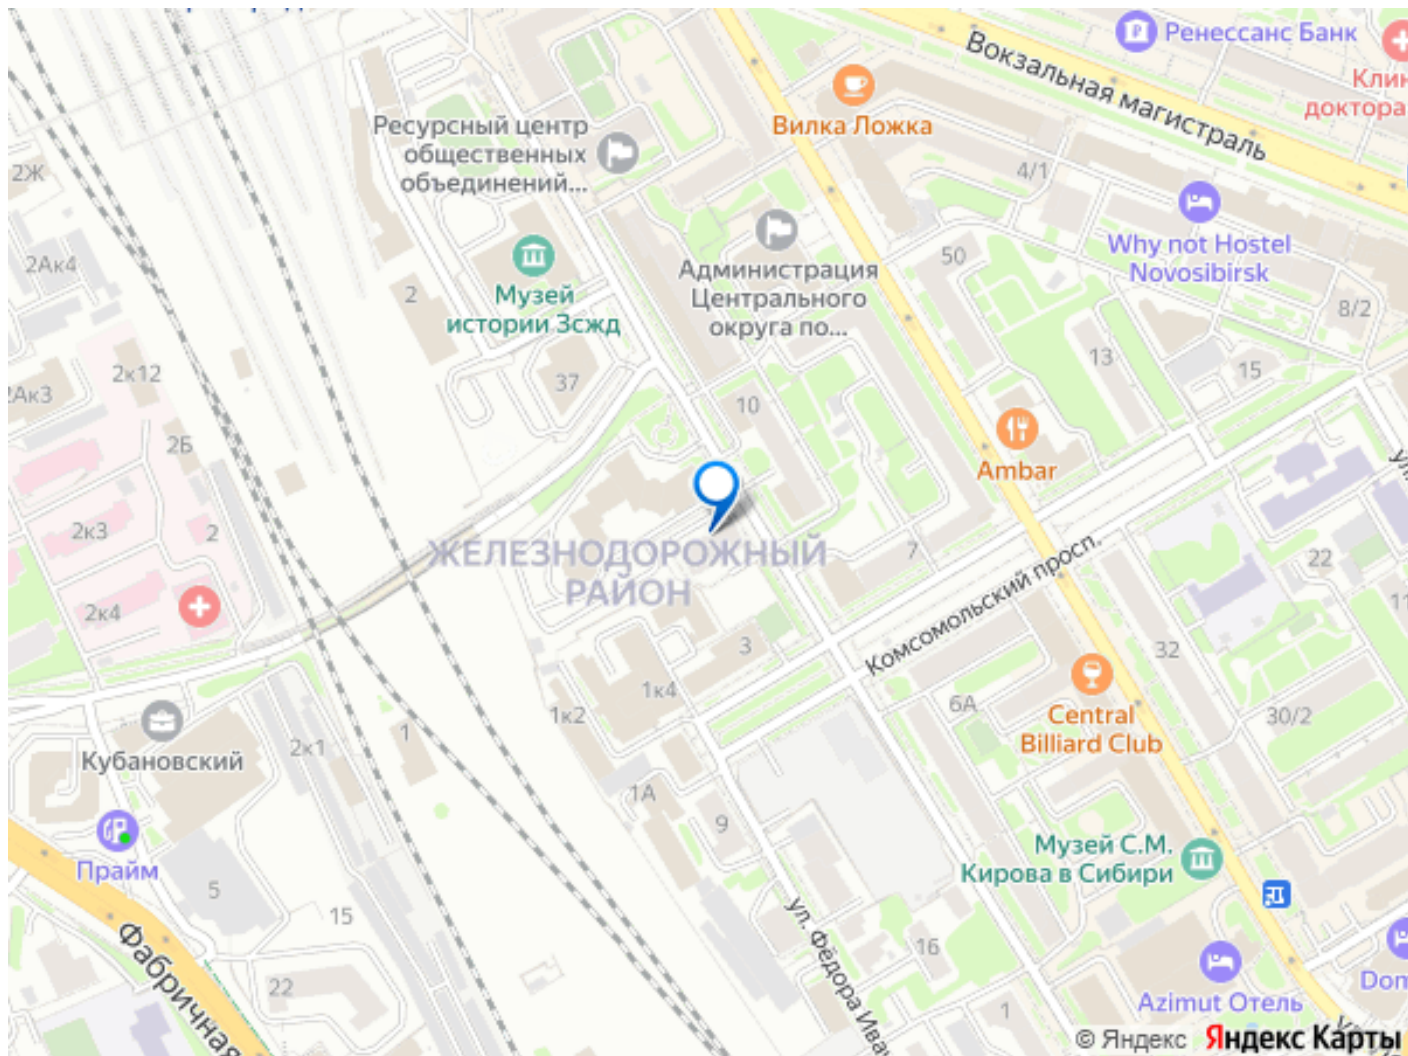 Ренессанс Банк
Вокзальная магистраль
Клин
доктора
Вилка Ложка
Ресурсный центр
общественных
объединений...
4/1
2Ж
Why not Hostel
Novosibirsk
50
2Ак4
Администрация
Центрального
округа по...
2
Музей
истории Зсжд
8/2
13
15
2к12
37
2Ак3
10
2Б
Ambar
ул.
2к3
2
ЖЕЛЕЗНОДОРОЖНЫЙ
РАЙОН
7
Комсомольский просп.
22
2к4
11
3
32
1к4
6А
1к2
Central
Billiard Club
30/2
1
2к1
Кубановский
1А
9
Музей С.М.
Кирова в Сибири
Прайм
5
15
ул. Фёдора Ива
16
Фабричная
22
Azimut Отель
Dom
1
© Яндекс Яндекс Карты